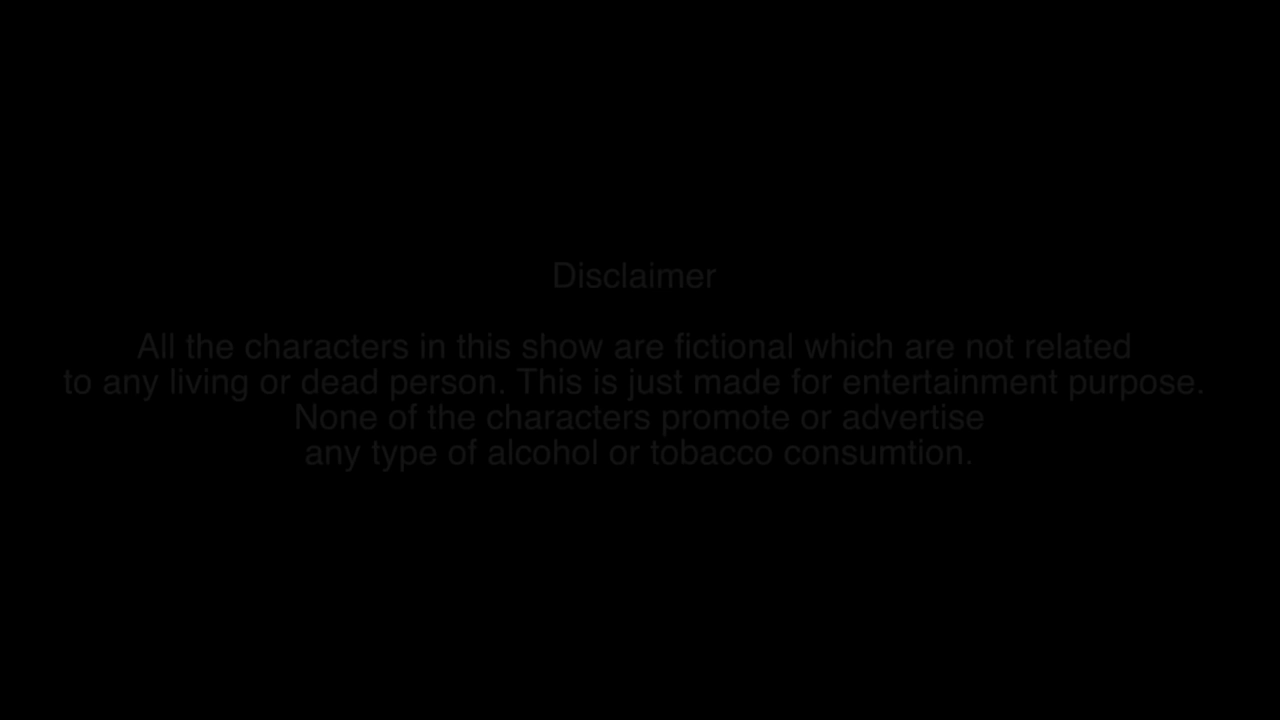 Disclaimer
All the characters in this show are fictional which are not related
to any living or dead person. This is just made for entertainment purpose.
None of the characters promote or advertise
any type of alcohol or tobacco consumtion.